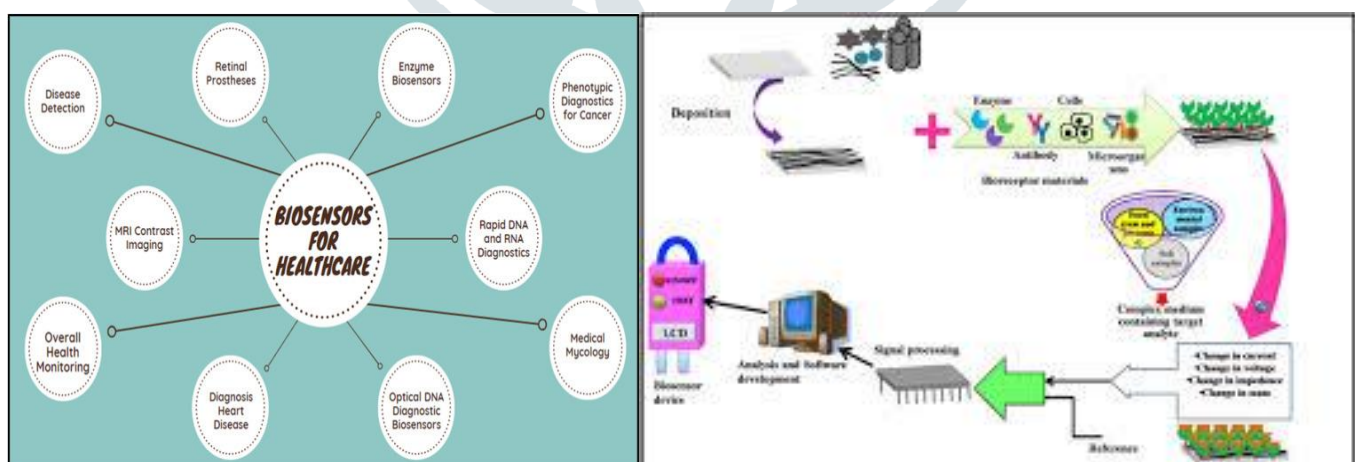 Retinal
Prostheses
Enzyme
Biosensors
Disease
Detection
Phenotypic
Diagnostics
for Cancer
BIOSENSORS
FOR
HEALTHCARE
MRI Contrast
Imaging
Rapid DNA
and RNA
Diagnostics
Overall
Health
Monitoring
Medical
Mycology
Diagnosis
Heart
Disease
Optical DNA
Diagnostic
Biosensors
Deposition
Enzyme
Cells
Antibody
Microorgan
isms
Bioreceptor materials
samples
Complex medium
containing target
analyte
•Change in current
•Change in voltage
•Change in impedance
•Change in mass
Reference
Signal processing
Analysis and Software
development
LCD
Biosensor
device